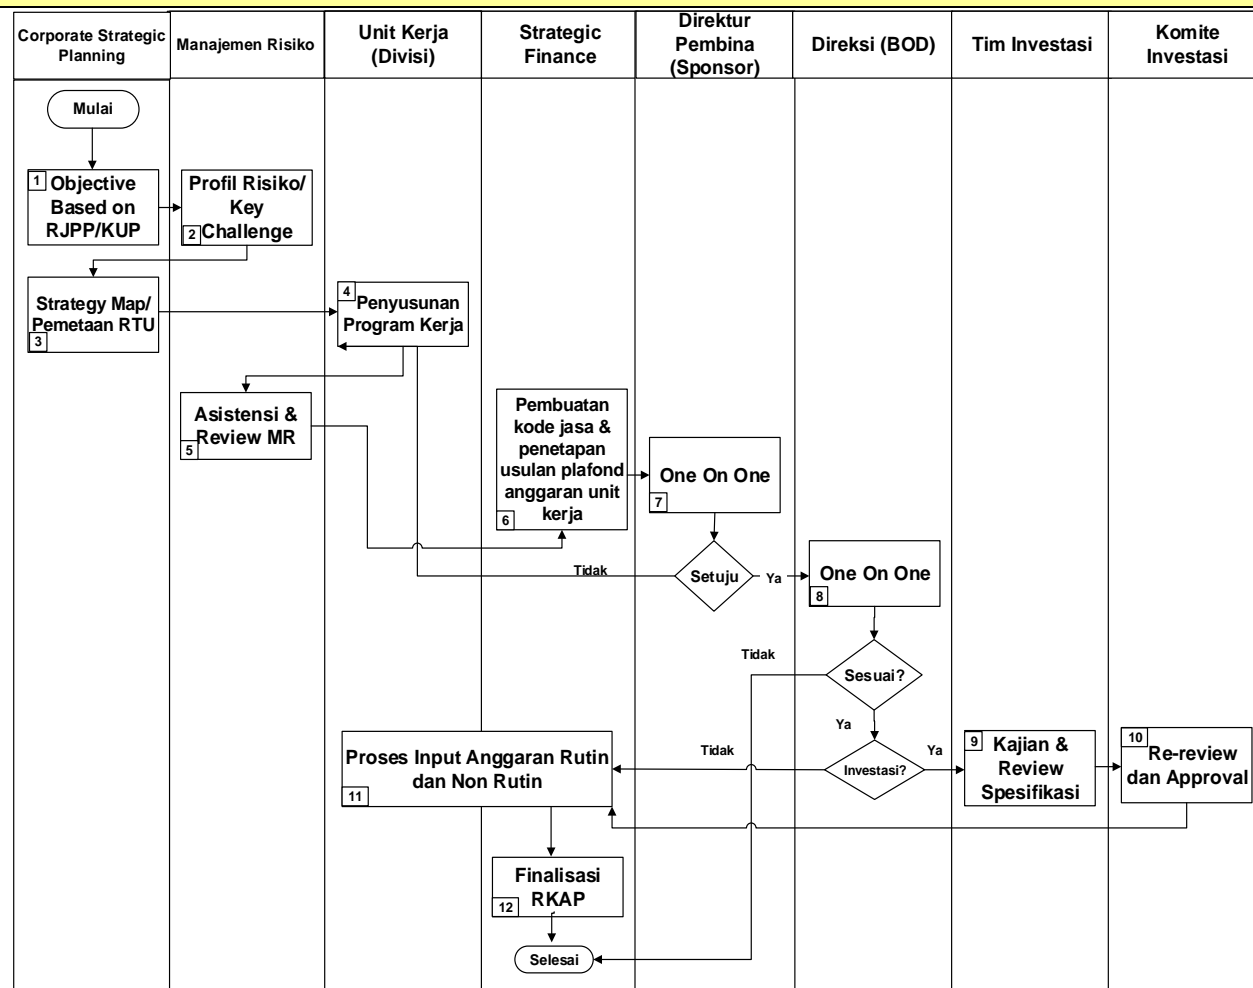 Corporate Strategic
Planning
Manajemen Risiko
Unit Kerja
(Divisi)
Strategic
Finance
Direktur
Pembina
(Sponsor)
Direksi (BOD)
Tim Investasi
Komite
Investasi
Mulai
1
Objective
Based on
RJPP/KUP
Profil Risiko/
Key
Challenge
2
Strategy Map/
Pemetaan RTU
3
4
Penyusunan
Program Kerja
Asistensi &
Review MR
5
Pembuatan
kode jasa &
penetapan
usulan plafond
anggaran unit
kerja
6
One On One
7
Setuju
Tidak
Ya
One On One
8
Sesuai?
Tidak
Ya
Investasi?
Tidak
Ya
9
Kajian &
Review
Spesifikasi
10
Re-review
dan Approval
Proses Input Anggaran Rutin
dan Non Rutin
11
Finalisasi
RKAP
12
Selesai